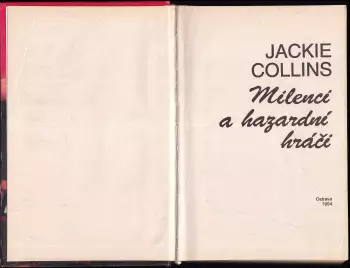 JACKIE
COLLINS
Milenci
a hazardní
hráči
Ostrava
1994